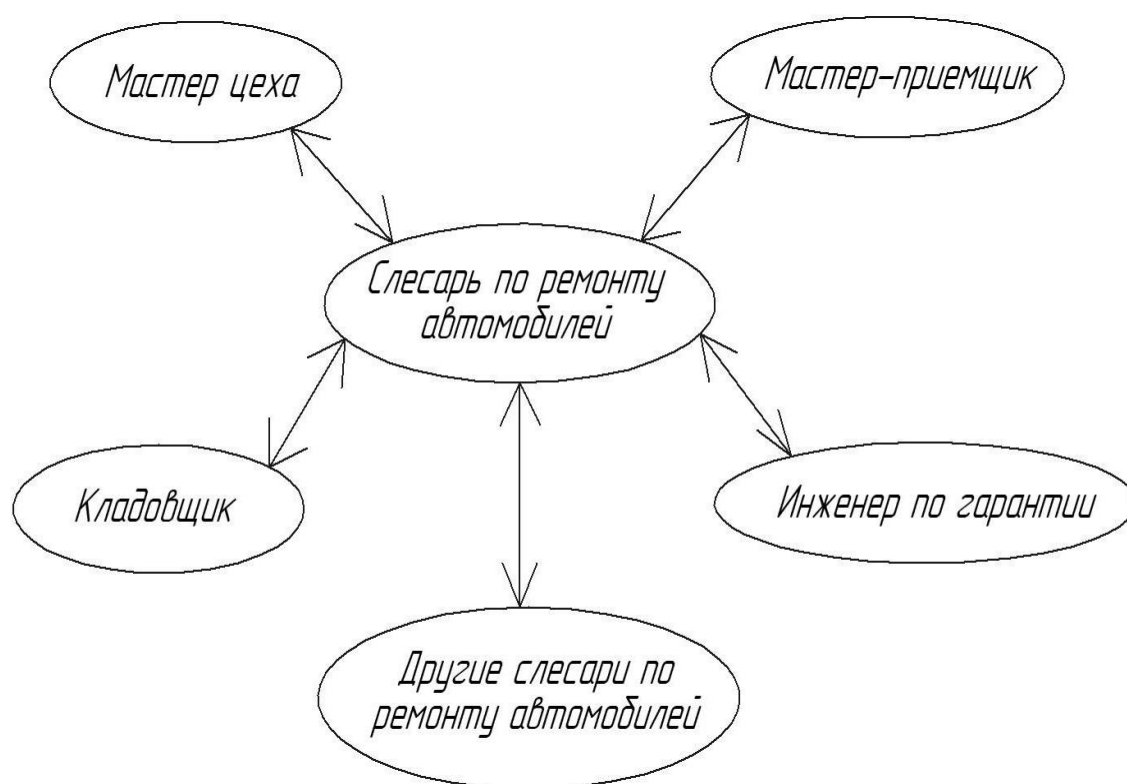 Мастер цеха
Мастер-приемщик
Слесарь по ремонту
автомобилей
Кладовщик
Инженер по гарантии
Другие слесари по
ремонту автомобилей